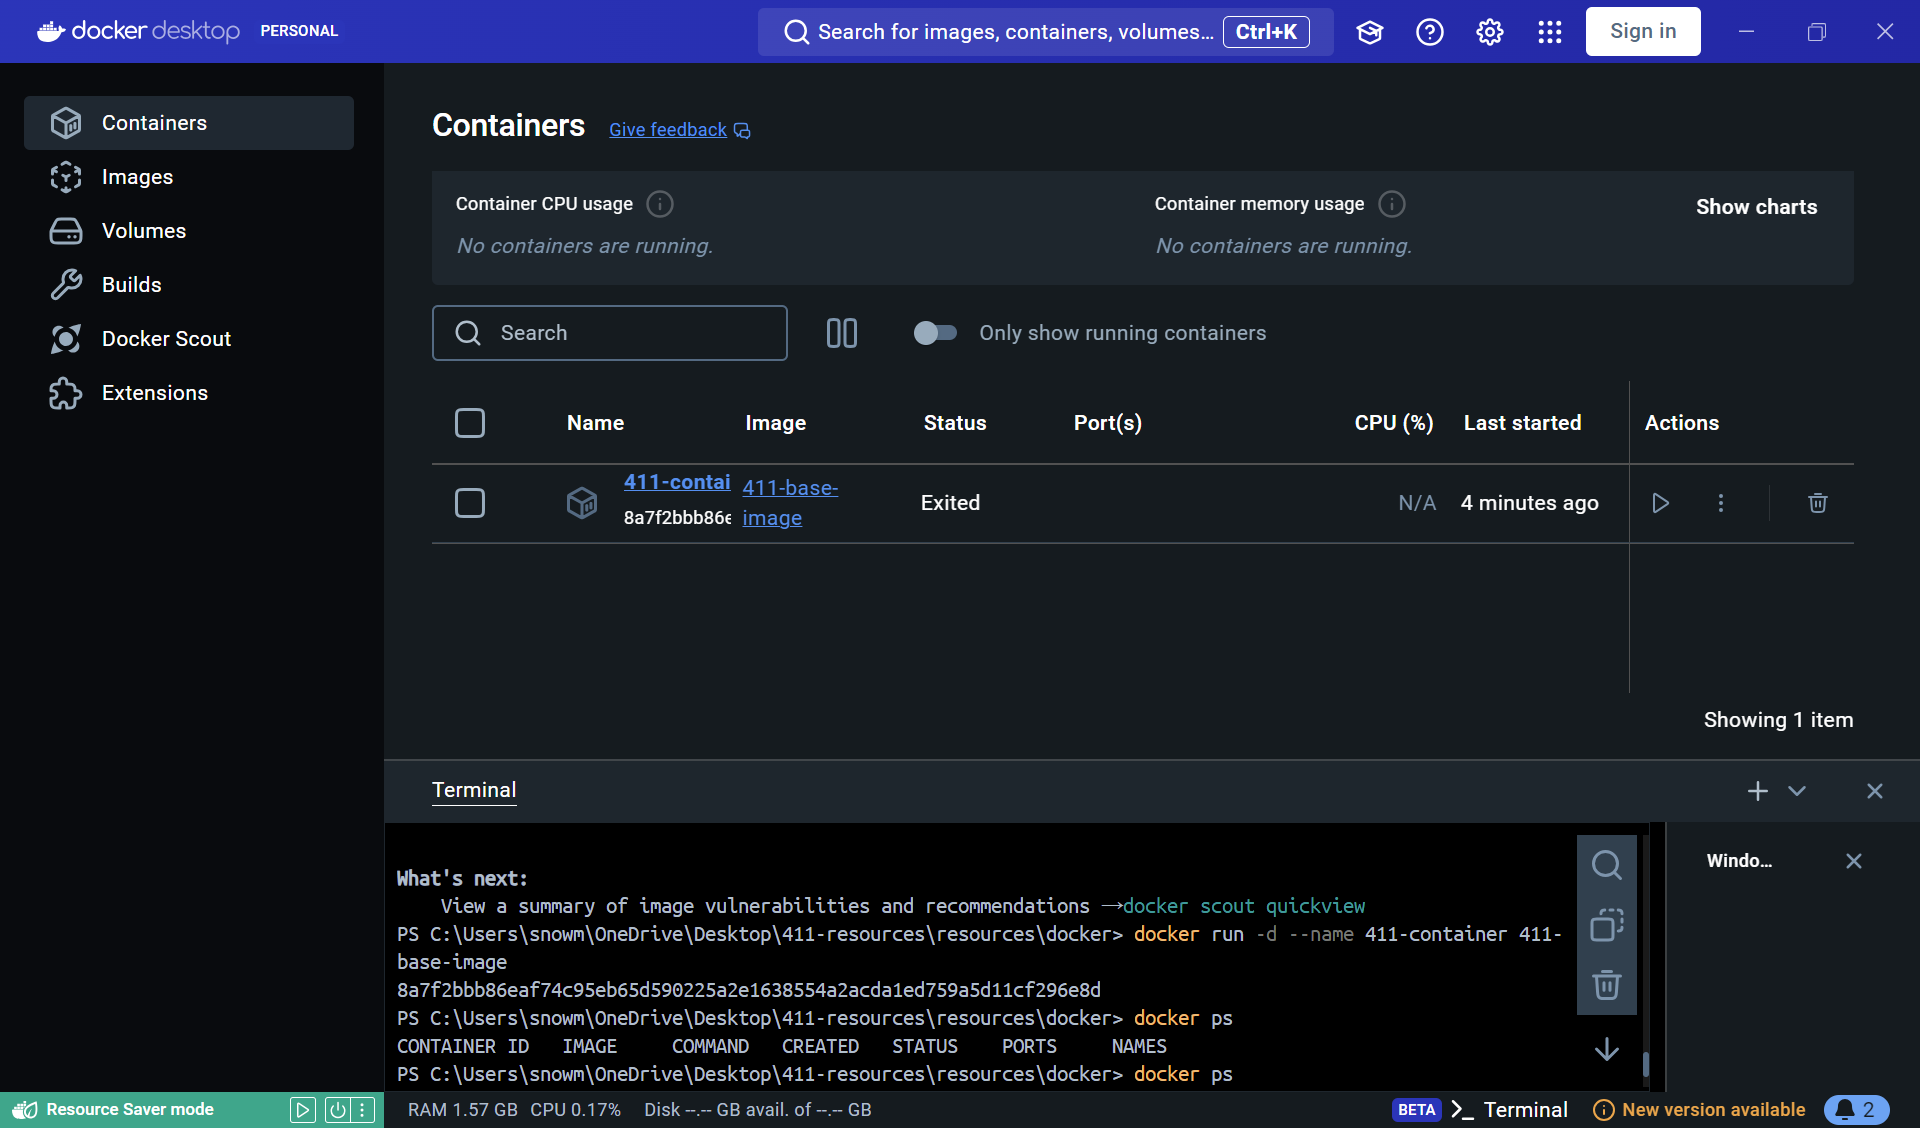 docker desktop PERSONAL
Search for images, containers, volumes... Ctrl+K
Sign in
Containers
Images
Volumes
Builds
Docker Scout
Extensions
Containers Give feedback
Container CPU usage
No containers are running.
Container memory usage
No containers are running.
Show charts
Search
Only show running containers
Name Image Status Port(s) CPU (%) Last started Actions
411-contai
8a7f2bbb86e
411-base-
image
Exited N/A 4 minutes ago
Showing 1 item
Terminal
What's next:
View a summary of image vulnerabilities and recommendations →docker scout quickview
PS C:\Users\snowm\OneDrive\Desktop\411-resources\resources\docker> docker run -d --name 411-container 411-
base-image
8a7f2bbb86eaf74c95eb65d590225a2e1638554a2acda1ed759a5d11cf296e8d
PS C:\Users\snowm\OneDrive\Desktop\411-resources\resources\docker> docker ps
CONTAINER ID IMAGE COMMAND CREATED STATUS PORTS NAMES
PS C:\Users\snowm\OneDrive\Desktop\411-resources\resources\docker> docker ps
Windo...
Resource Saver mode
RAM 1.57 GB CPU 0.17% Disk --.-- GB avail. of --.-- GB
BETA >_ Terminal
New version available
2